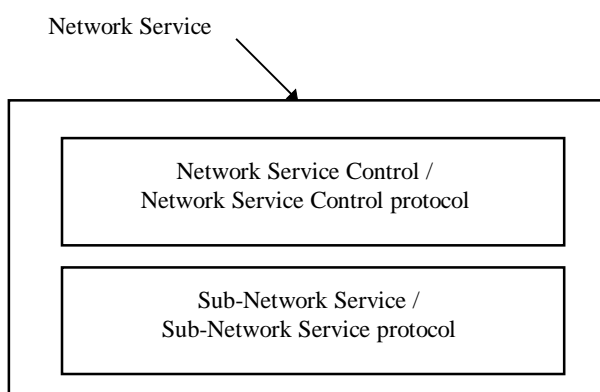 Network Service
Network Service Control /
Network Service Control protocol
Sub-Network Service /
Sub-Network Service protocol